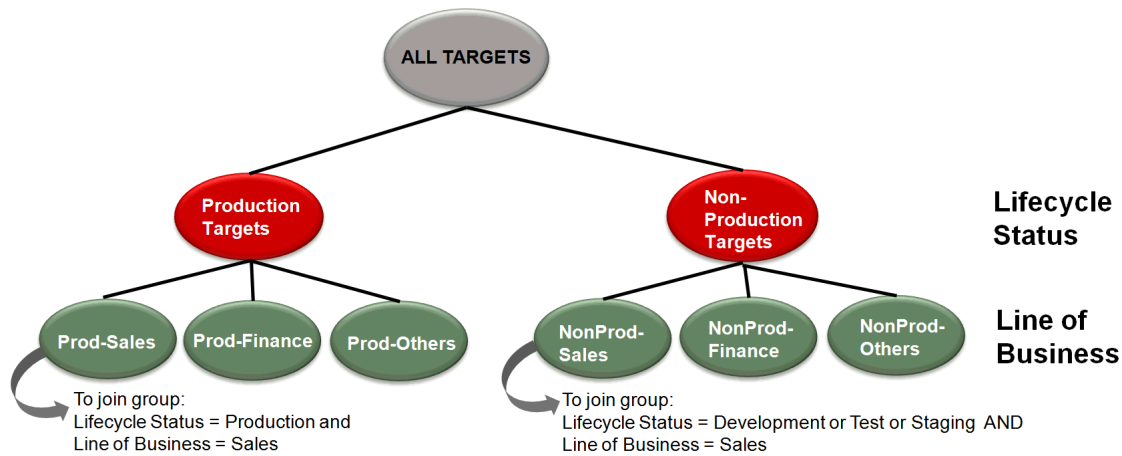 ALL TARGETS
Production
Targets
Non-
Production
Targets
Lifecycle
Status
Prod-Sales
Prod-Finance
Prod-Others
NonProd-
Sales
NonProd-
Finance
NonProd-
Others
Line of
Business
To join group:
Lifecycle Status = Production and
Line of Business = Sales
To join group:
Lifecycle Status = Development or Test or Staging AND
Line of Business = Sales